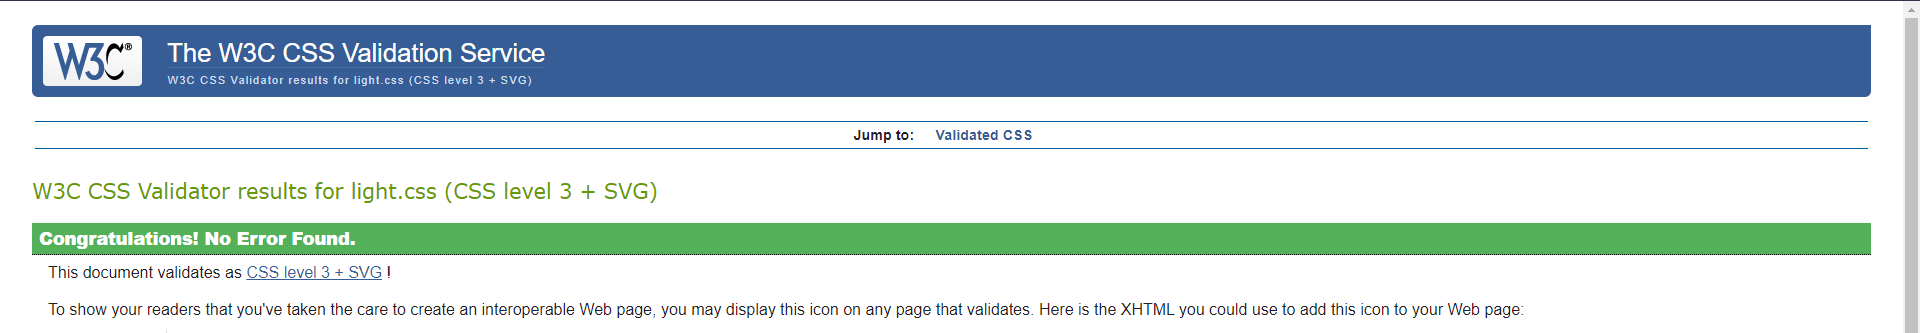 W3C®
The W3C CSS Validation Service
W3C CSS Validator results for light.css (CSS level 3 + SVG)
Jump to: Validated CSS
W3C CSS Validator results for light.css (CSS level 3 + SVG)
Congratulations! No Error Found.
This document validates as CSS level 3 + SVG !
To show your readers that you've taken the care to create an interoperable Web page, you may display this icon on any page that validates. Here is the XHTML you could use to add this icon to your Web page: